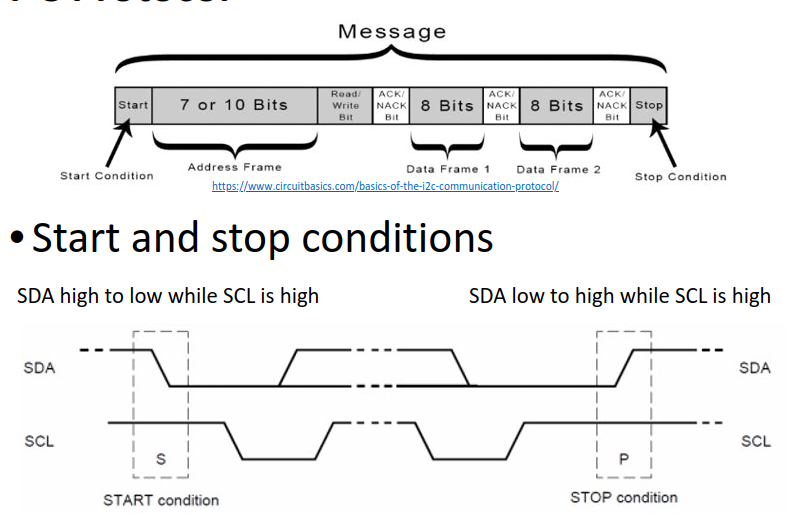 Message
Start
7 or 10 Bits
Read/
Write
Bit
ACK/
NACK
Bit
8 Bits
ACK/
NACK
Bit
8 Bits
ACK/
NACK
Bit
Stop
Start Condition
Address Frame
Data Frame 1
Data Frame 2
Stop Condition
https://www.circuitbasics.com/basics-of-the-i2c-communication-protocol/
• Start and stop conditions
SDA high to low while SCL is high
SDA low to high while SCL is high
SDA
SDA
SCL
SCL
S
P
START condition
STOP condition